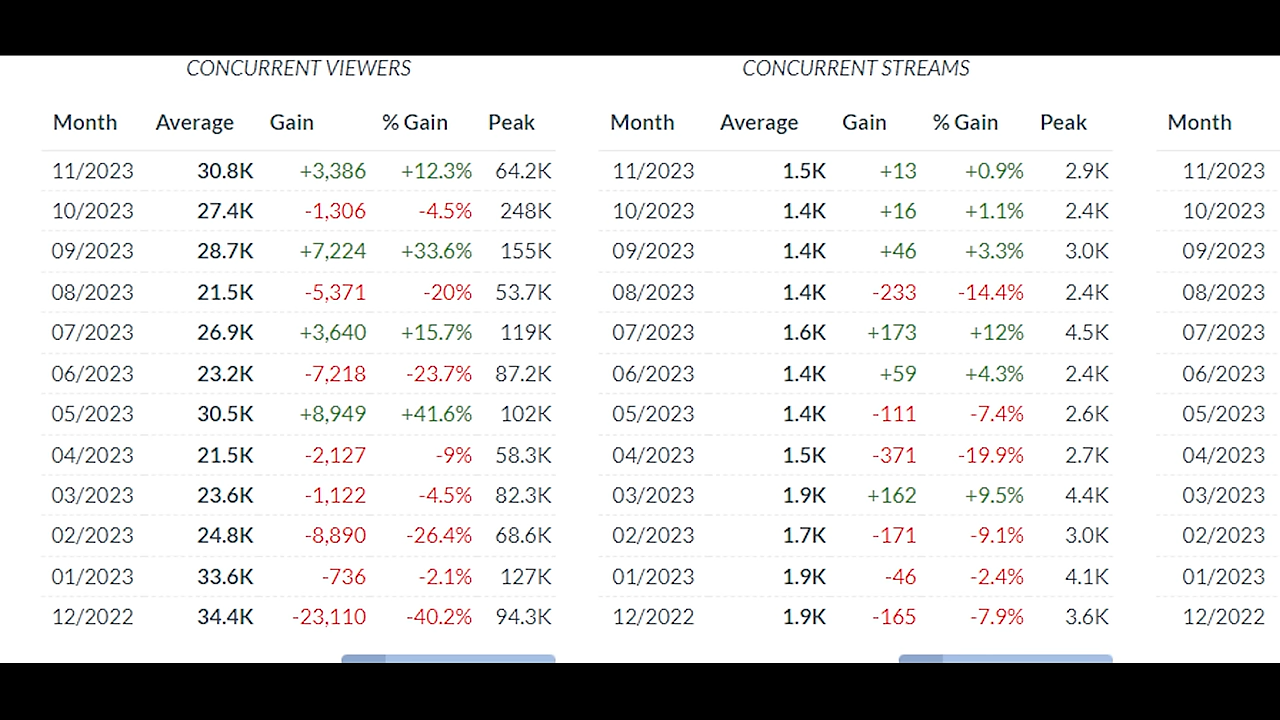 CONCURRENT VIEWERS CONCURRENT STREAMS
Month Average Gain % Gain Peak Month Average Gain % Gain Peak Month
11/2023 30.8K +3,386 +12.3% 64.2K 11/2023 1.5K +13 +0.9% 2.9K 11/2023
10/2023 27.4K -1,306 -4.5% 248K 10/2023 1.4K +16 +1.1% 2.4K 10/2023
09/2023 28.7K +7,224 +33.6% 155K 09/2023 1.4K +46 +3.3% 3.0K 09/2023
08/2023 21.5K -5,371 -20% 53.7K 08/2023 1.4K -233 -14.4% 2.4K 08/2023
07/2023 26.9K +3,640 +15.7% 119K 07/2023 1.6K +173 +12% 4.5K 07/2023
06/2023 23.2K -7,218 -23.7% 87.2K 06/2023 1.4K +59 +4.3% 2.4K 06/2023
05/2023 30.5K +8,949 +41.6% 102K 05/2023 1.4K -111 -7.4% 2.6K 05/2023
04/2023 21.5K -2,127 -9% 58.3K 04/2023 1.5K -371 -19.9% 2.7K 04/2023
03/2023 23.6K -1,122 -4.5% 82.3K 03/2023 1.9K +162 +9.5% 4.4K 03/2023
02/2023 24.8K -8,890 -26.4% 68.6K 02/2023 1.7K -171 -9.1% 3.0K 02/2023
01/2023 33.6K -736 -2.1% 127K 01/2023 1.9K -46 -2.4% 4.1K 01/2023
12/2022 34.4K -23,110 -40.2% 94.3K 12/2022 1.9K -165 -7.9% 3.6K 12/2022